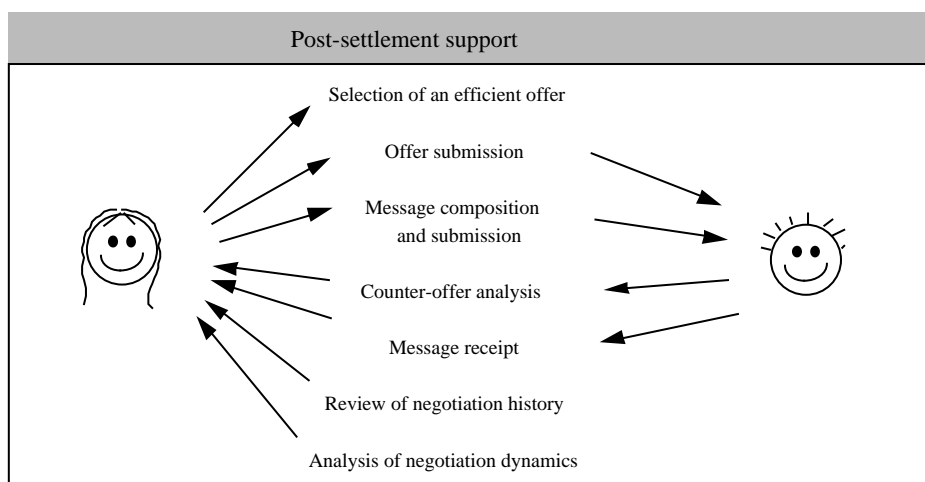 Post-settlement support
Selection of an efficient offer
Offer submission
Message composition
and submission
Counter-offer analysis
Message receipt
Review of negotiation history
Analysis of negotiation dynamics